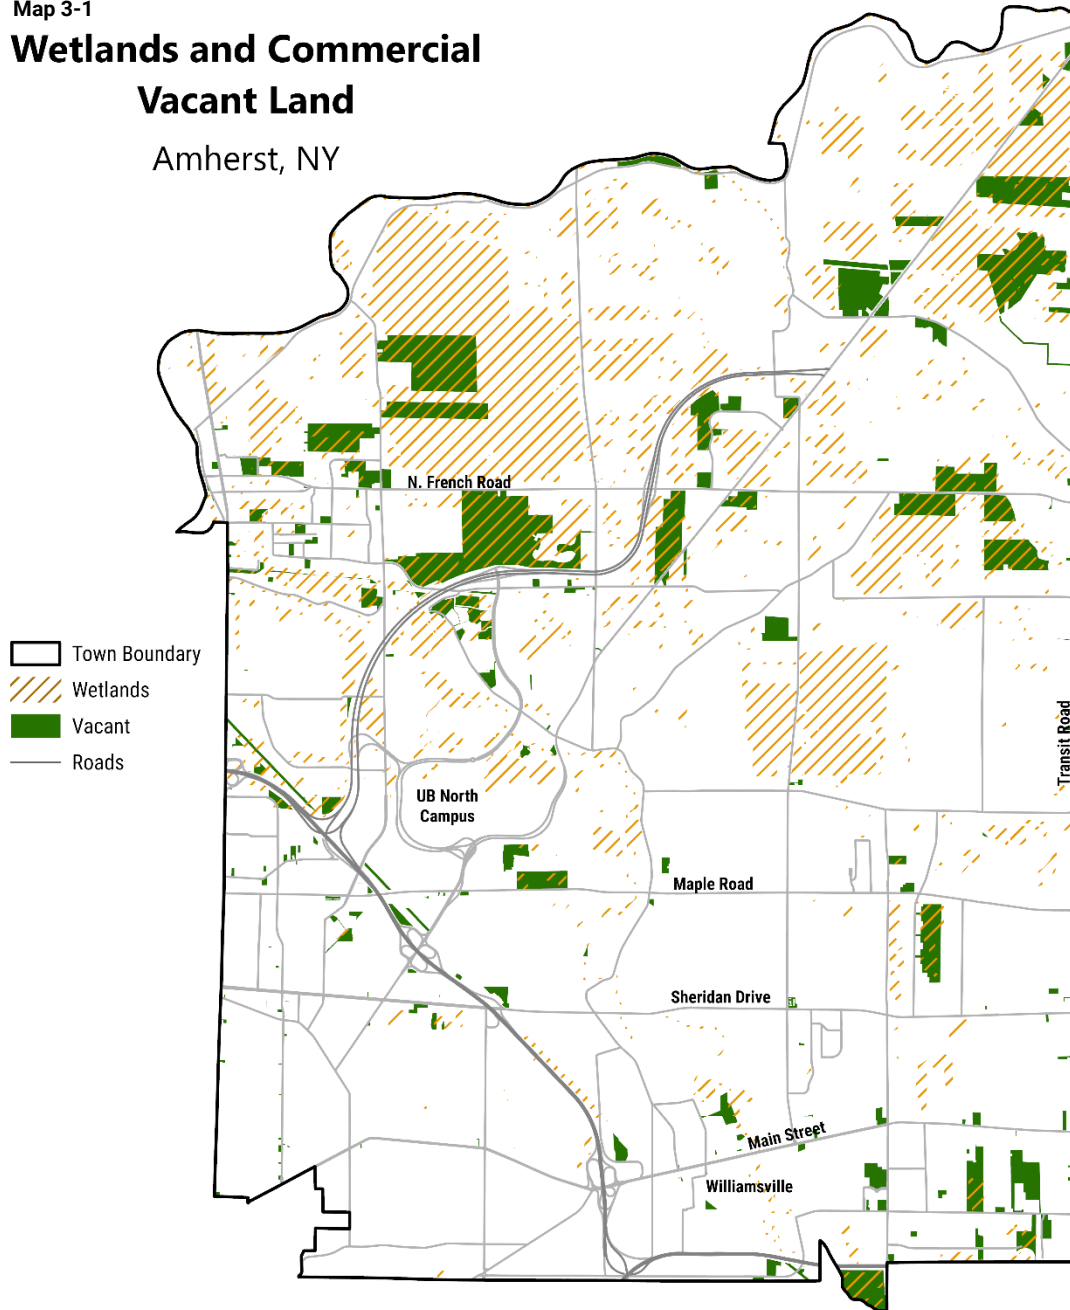 Map 3-1
Wetlands and Commercial
Vacant Land
Amherst, NY
N. French Road
Town Boundary
Wetlands
Vacant
Roads
Transit Road
UB North
Campus
Maple Road
Sheridan Drive
Main Street
Williamsville